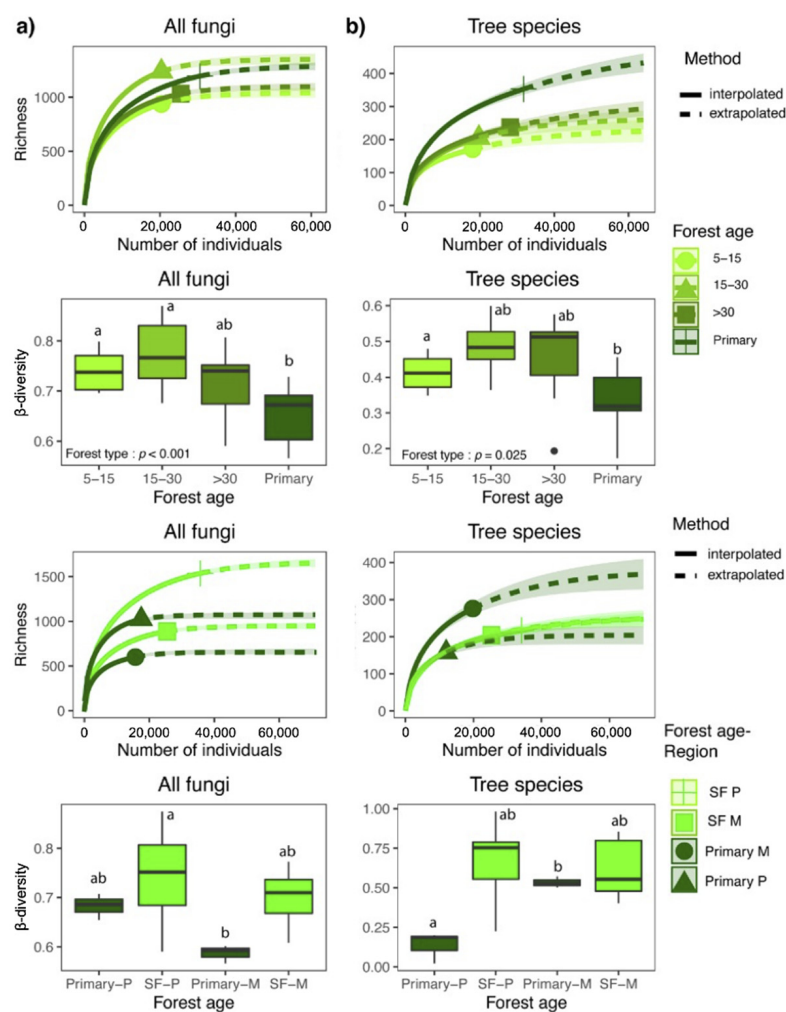 a)
All fungi
b)
Tree species
Richness
1000
500
0
0
20,000
40,000
60,000
Number of individuals
400
300
200
100
0
0
20,000
40,000
60,000
Number of individuals
Method
interpolated
extrapolated
Forest age
5–15
15–30
>30
Primary
All fungi
Tree species
β-diversity
0.8
0.7
0.6
a
a
ab
b
Forest type : p < 0.001
5–15
15–30
>30
Primary
Forest age
0.6
0.5
0.4
0.3
0.2
a
ab
ab
b
Forest type : p = 0.025
5–15
15–30
>30
Primary
Forest age
All fungi
Tree species
Richness
1500
1000
500
0
0
20,000
40,000
60,000
Number of individuals
400
300
200
100
0
0
20,000
40,000
60,000
Number of individuals
Method
interpolated
extrapolated
Forest age-
Region
SF P
SF M
Primary M
Primary P
All fungi
Tree species
β-diversity
0.8
0.7
0.6
ab
a
b
ab
Primary–P
SF–P
Primary–M
SF–M
Forest age
1.00
0.75
0.50
0.25
0.00
a
ab
b
ab
Primary–P
SF–P
Primary–M
SF–M
Forest age